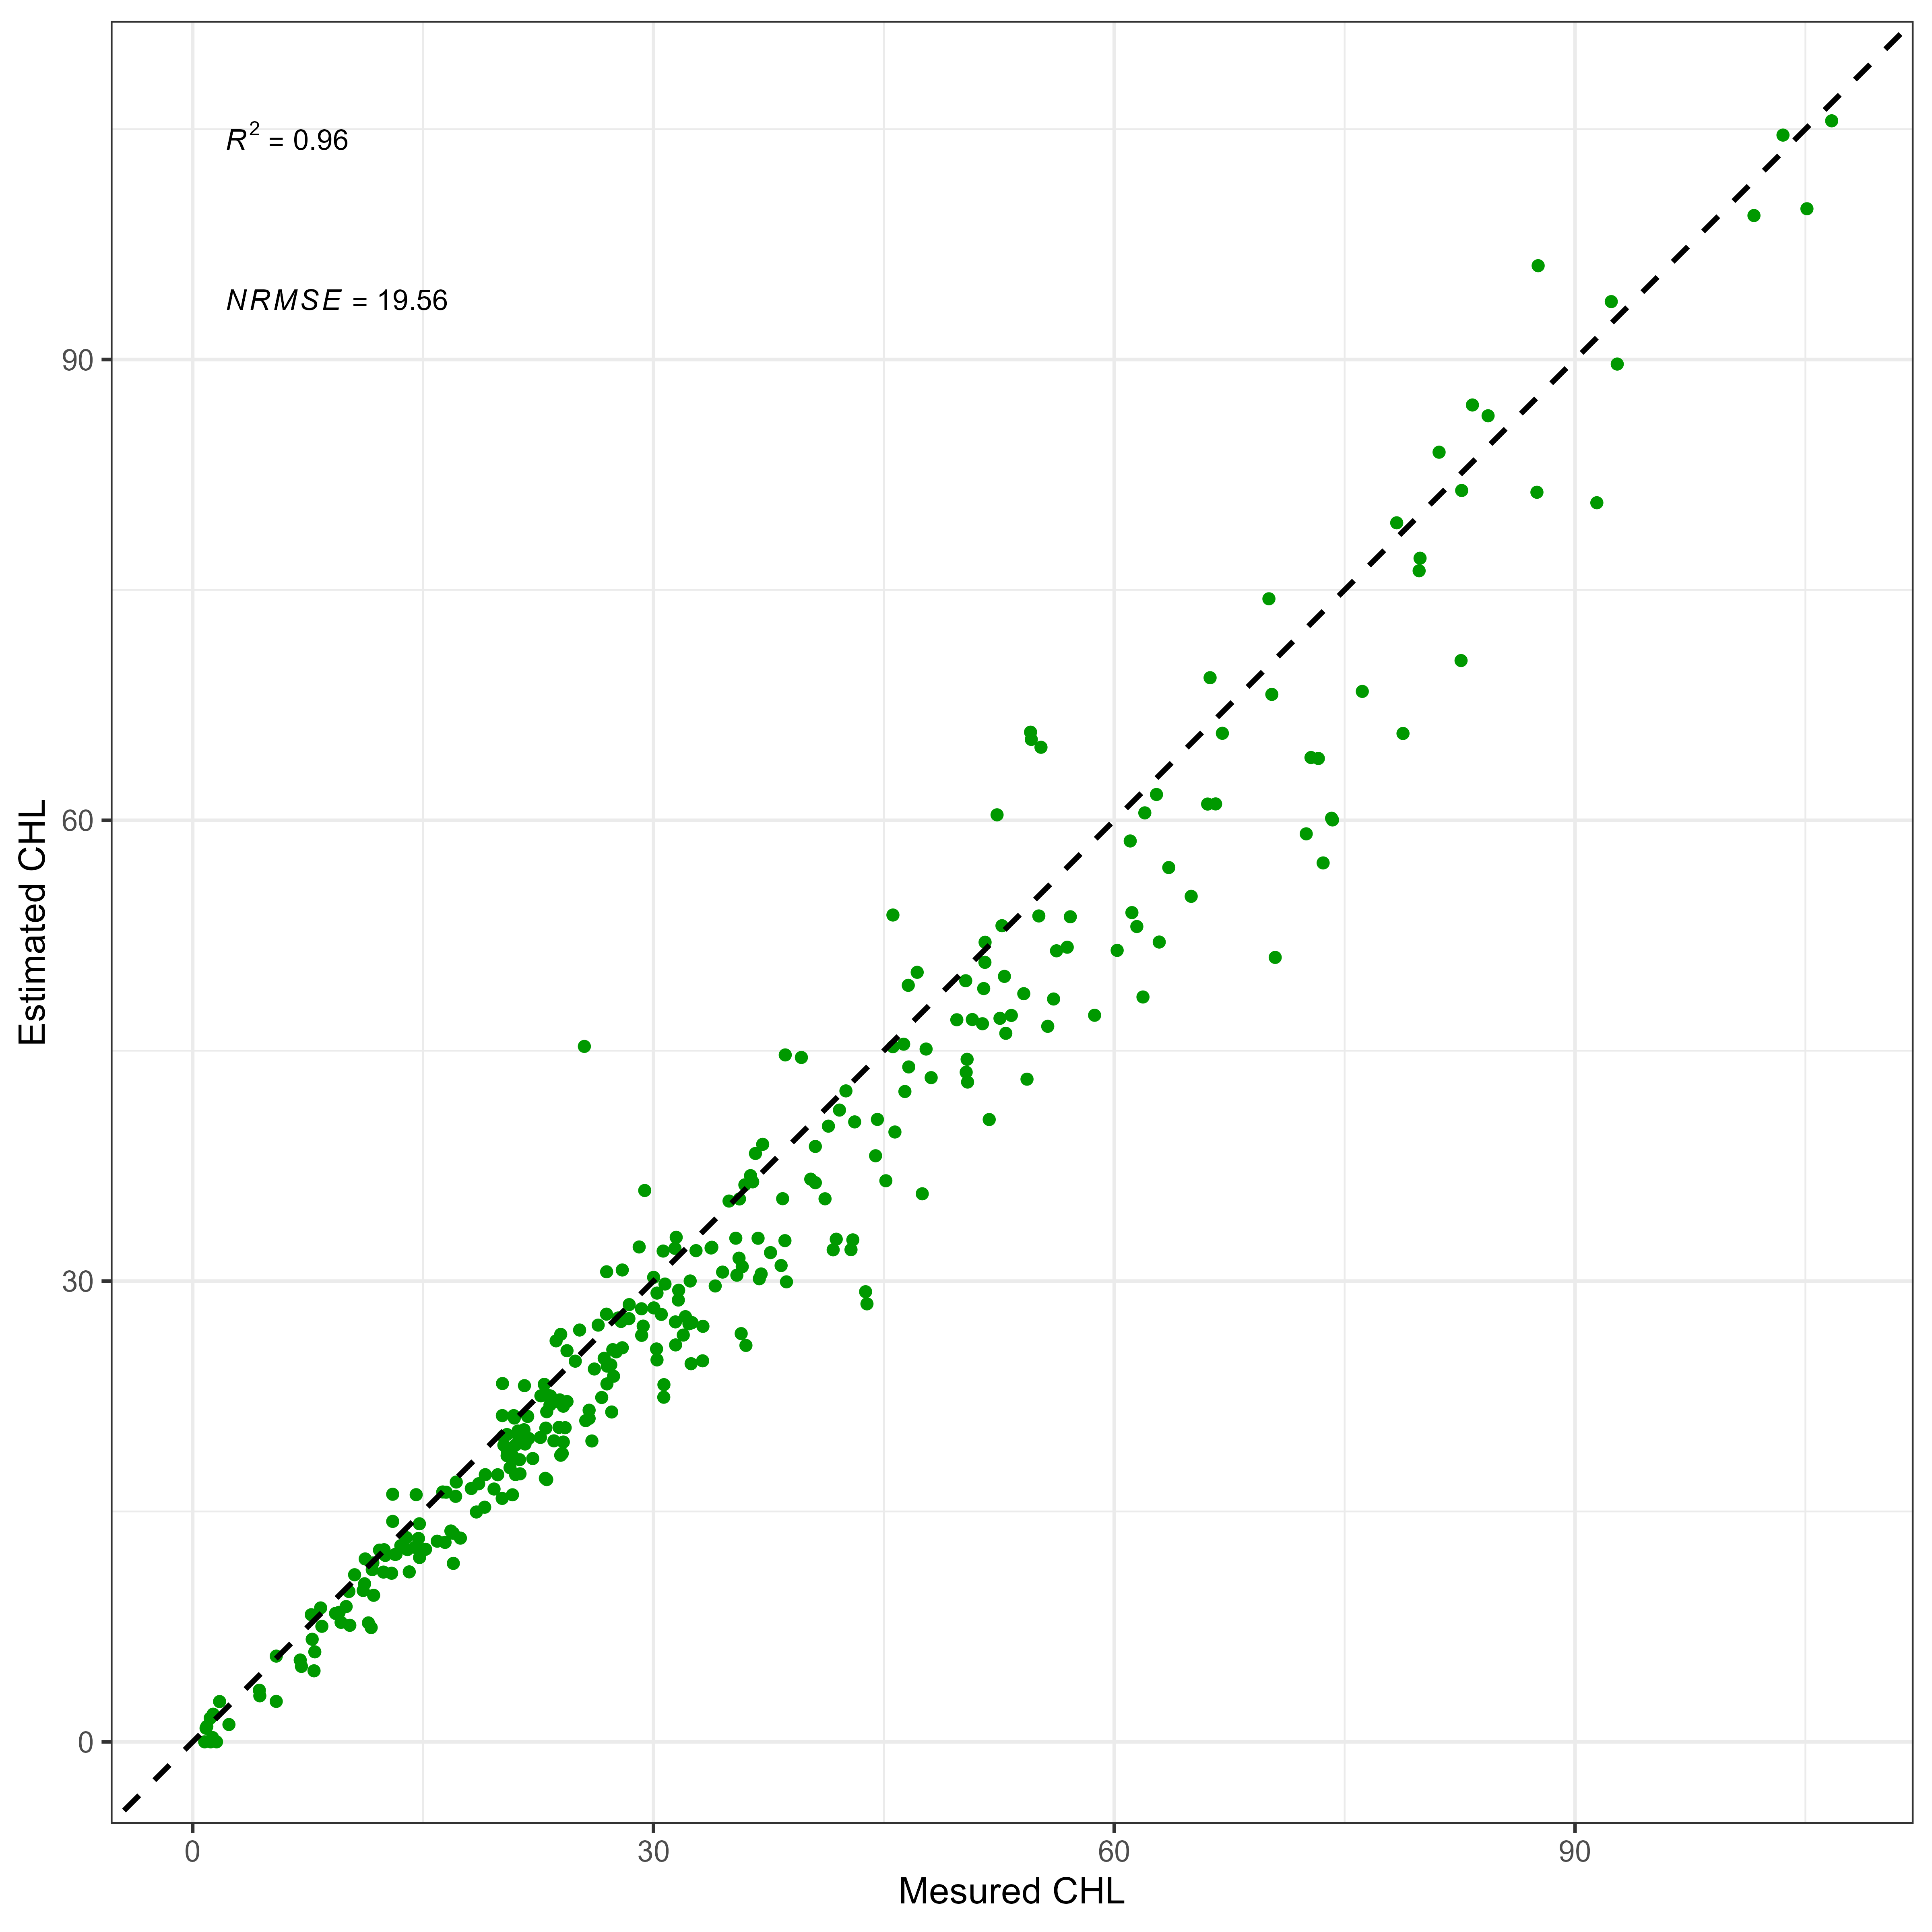 R² = 0.96
NRMSE = 19.56
90
60
30
0
Estimated CHL
0 30 60 90
Mesured CHL